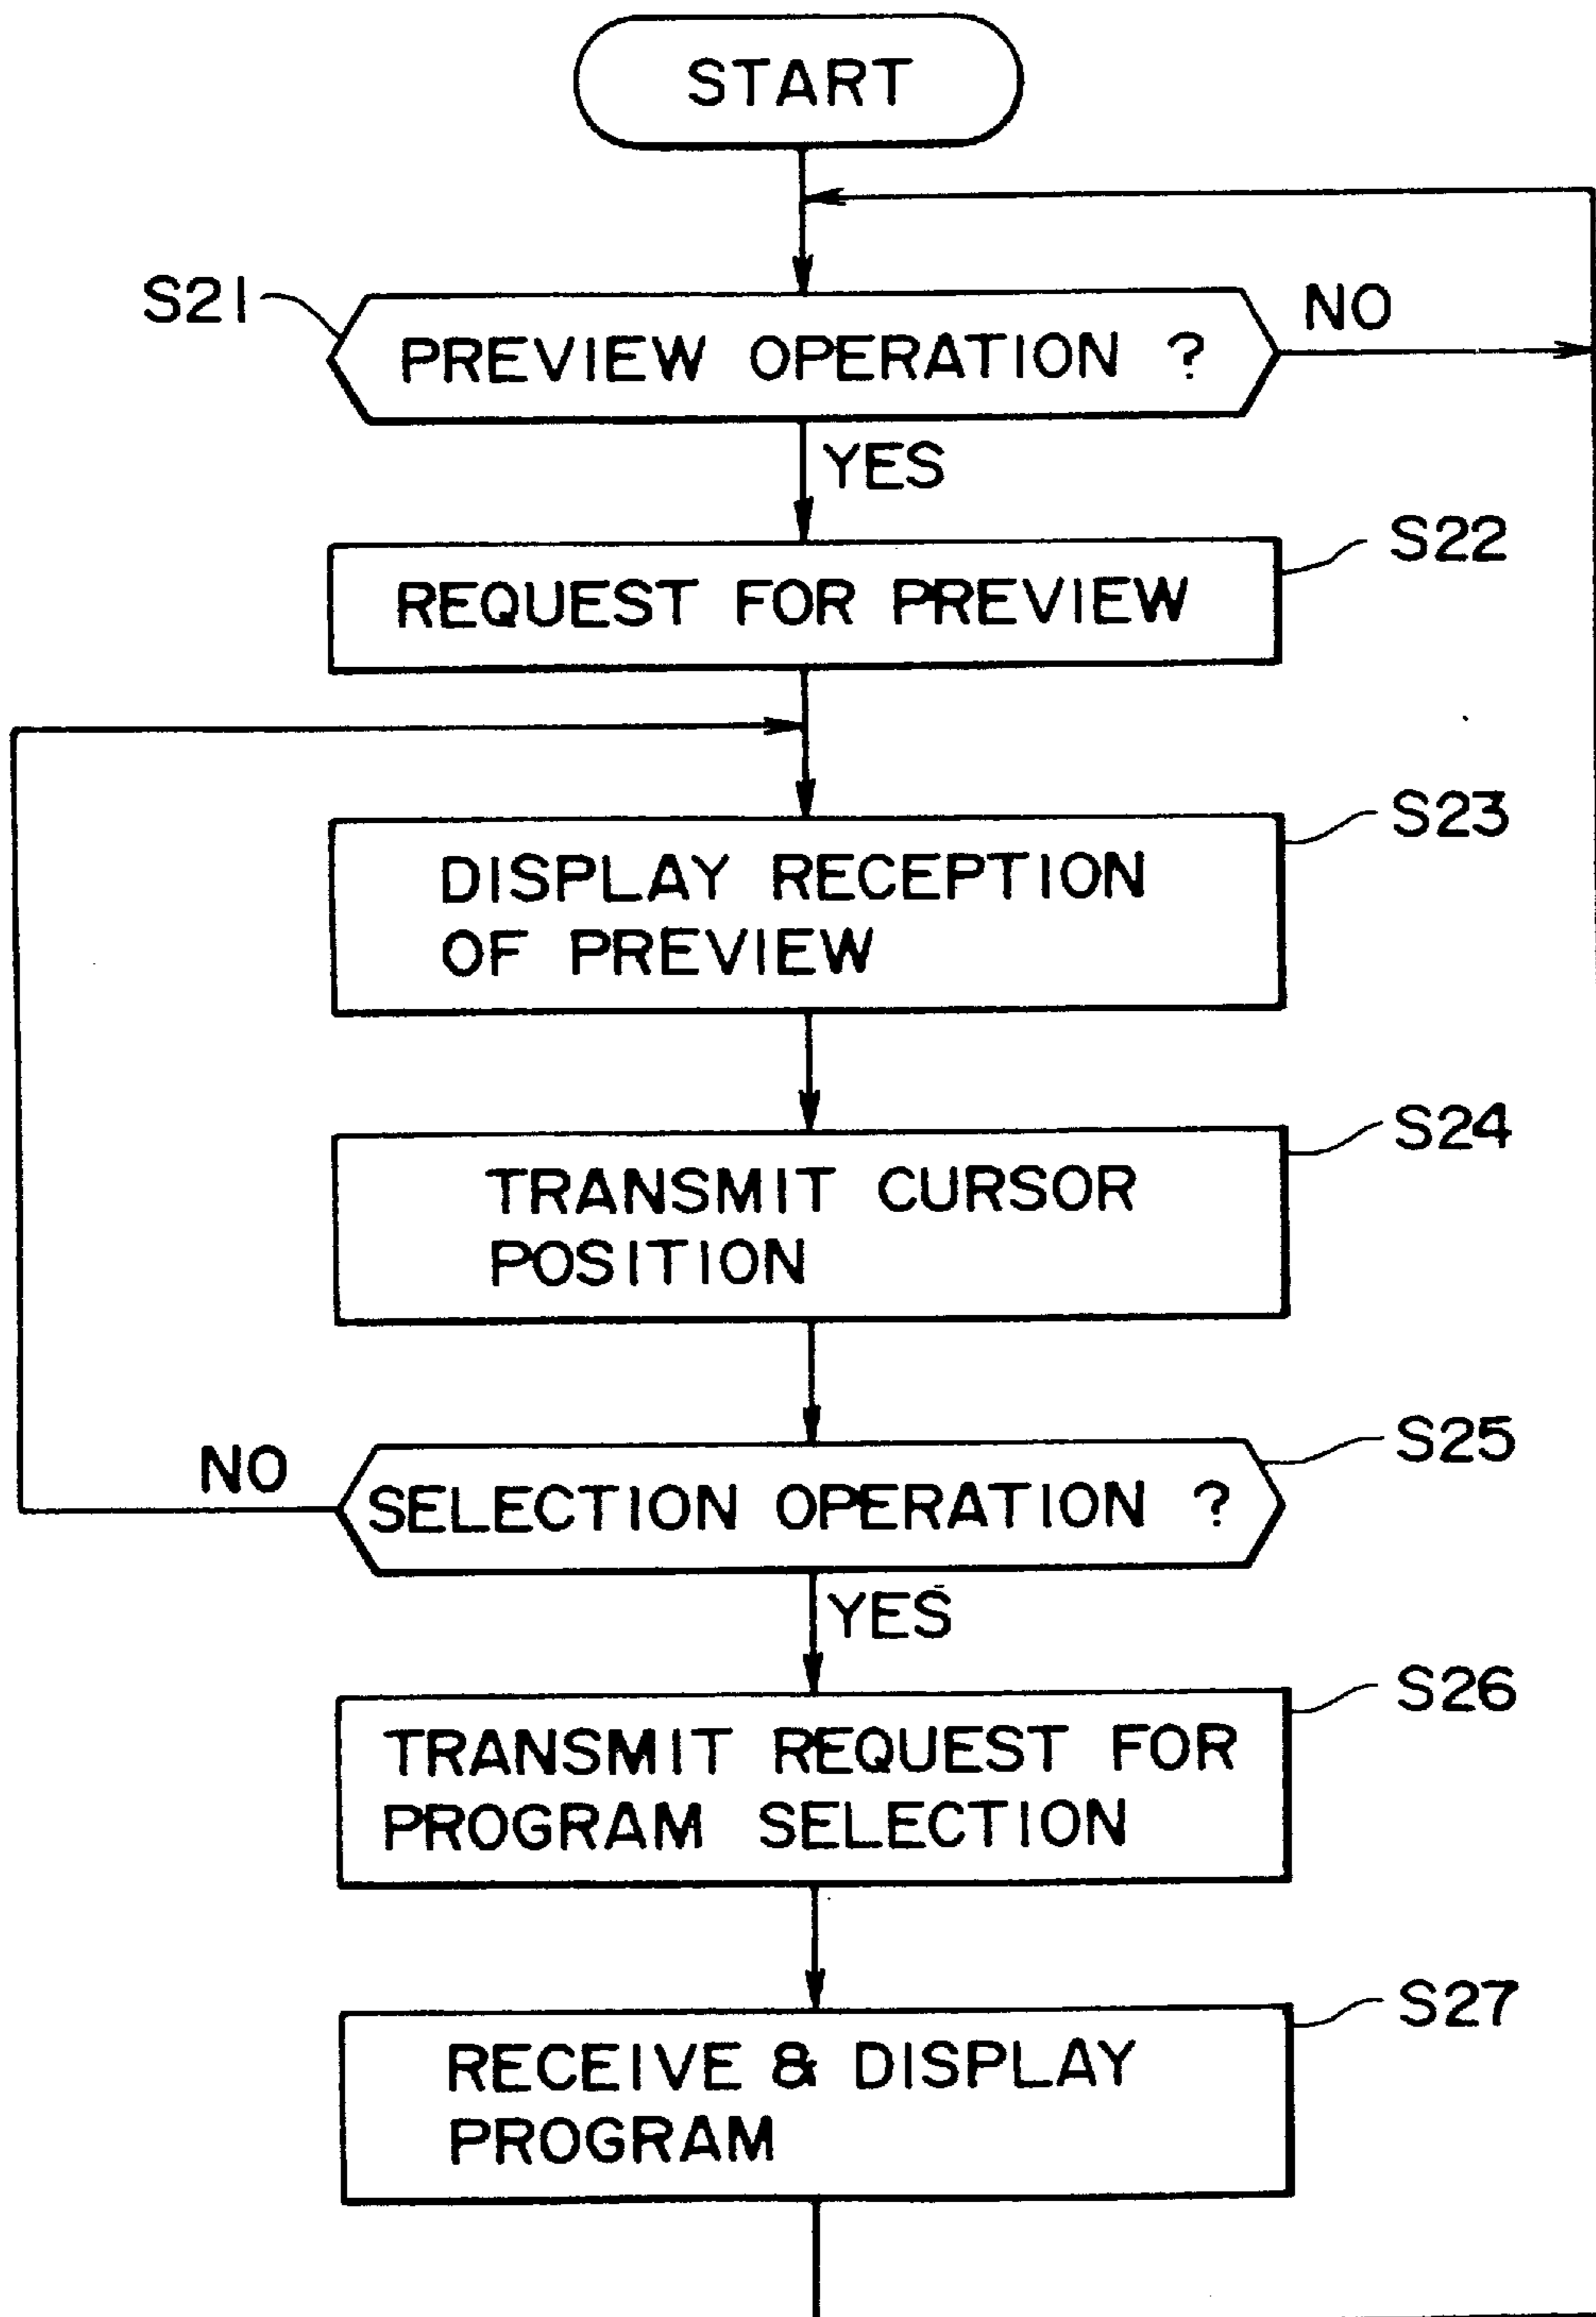 START
S21
PREVIEW OPERATION ?
NO
YES
REQUEST FOR PREVIEW
S22
S23
DISPLAY RECEPTION
OF PREVIEW
S24
TRANSMIT CURSOR
POSITION
S25
NO
SELECTION OPERATION ?
YES
S26
TRANSMIT REQUEST FOR
PROGRAM SELECTION
S27
RECEIVE & DISPLAY
PROGRAM